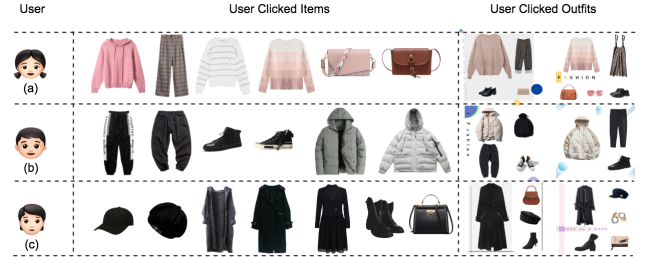 User
User Clicked Items
User Clicked Outfits
(a)
FASHION
(b)
(c)